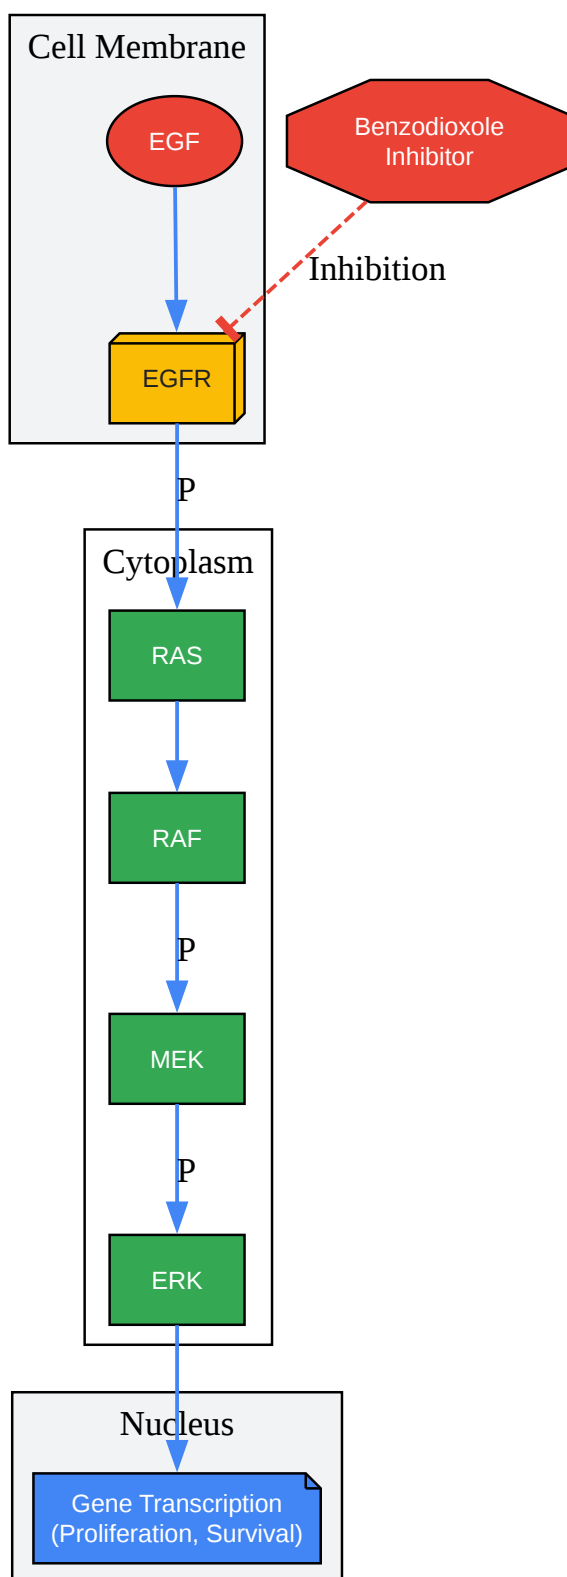 Cell Membrane
EGF
Benzodioxole
Inhibitor
Inhibition
EGFR
P
Cytoplasm
RAS
RAF
P
MEK
P
ERK
Nucleus
Gene Transcription
(Proliferation, Survival)